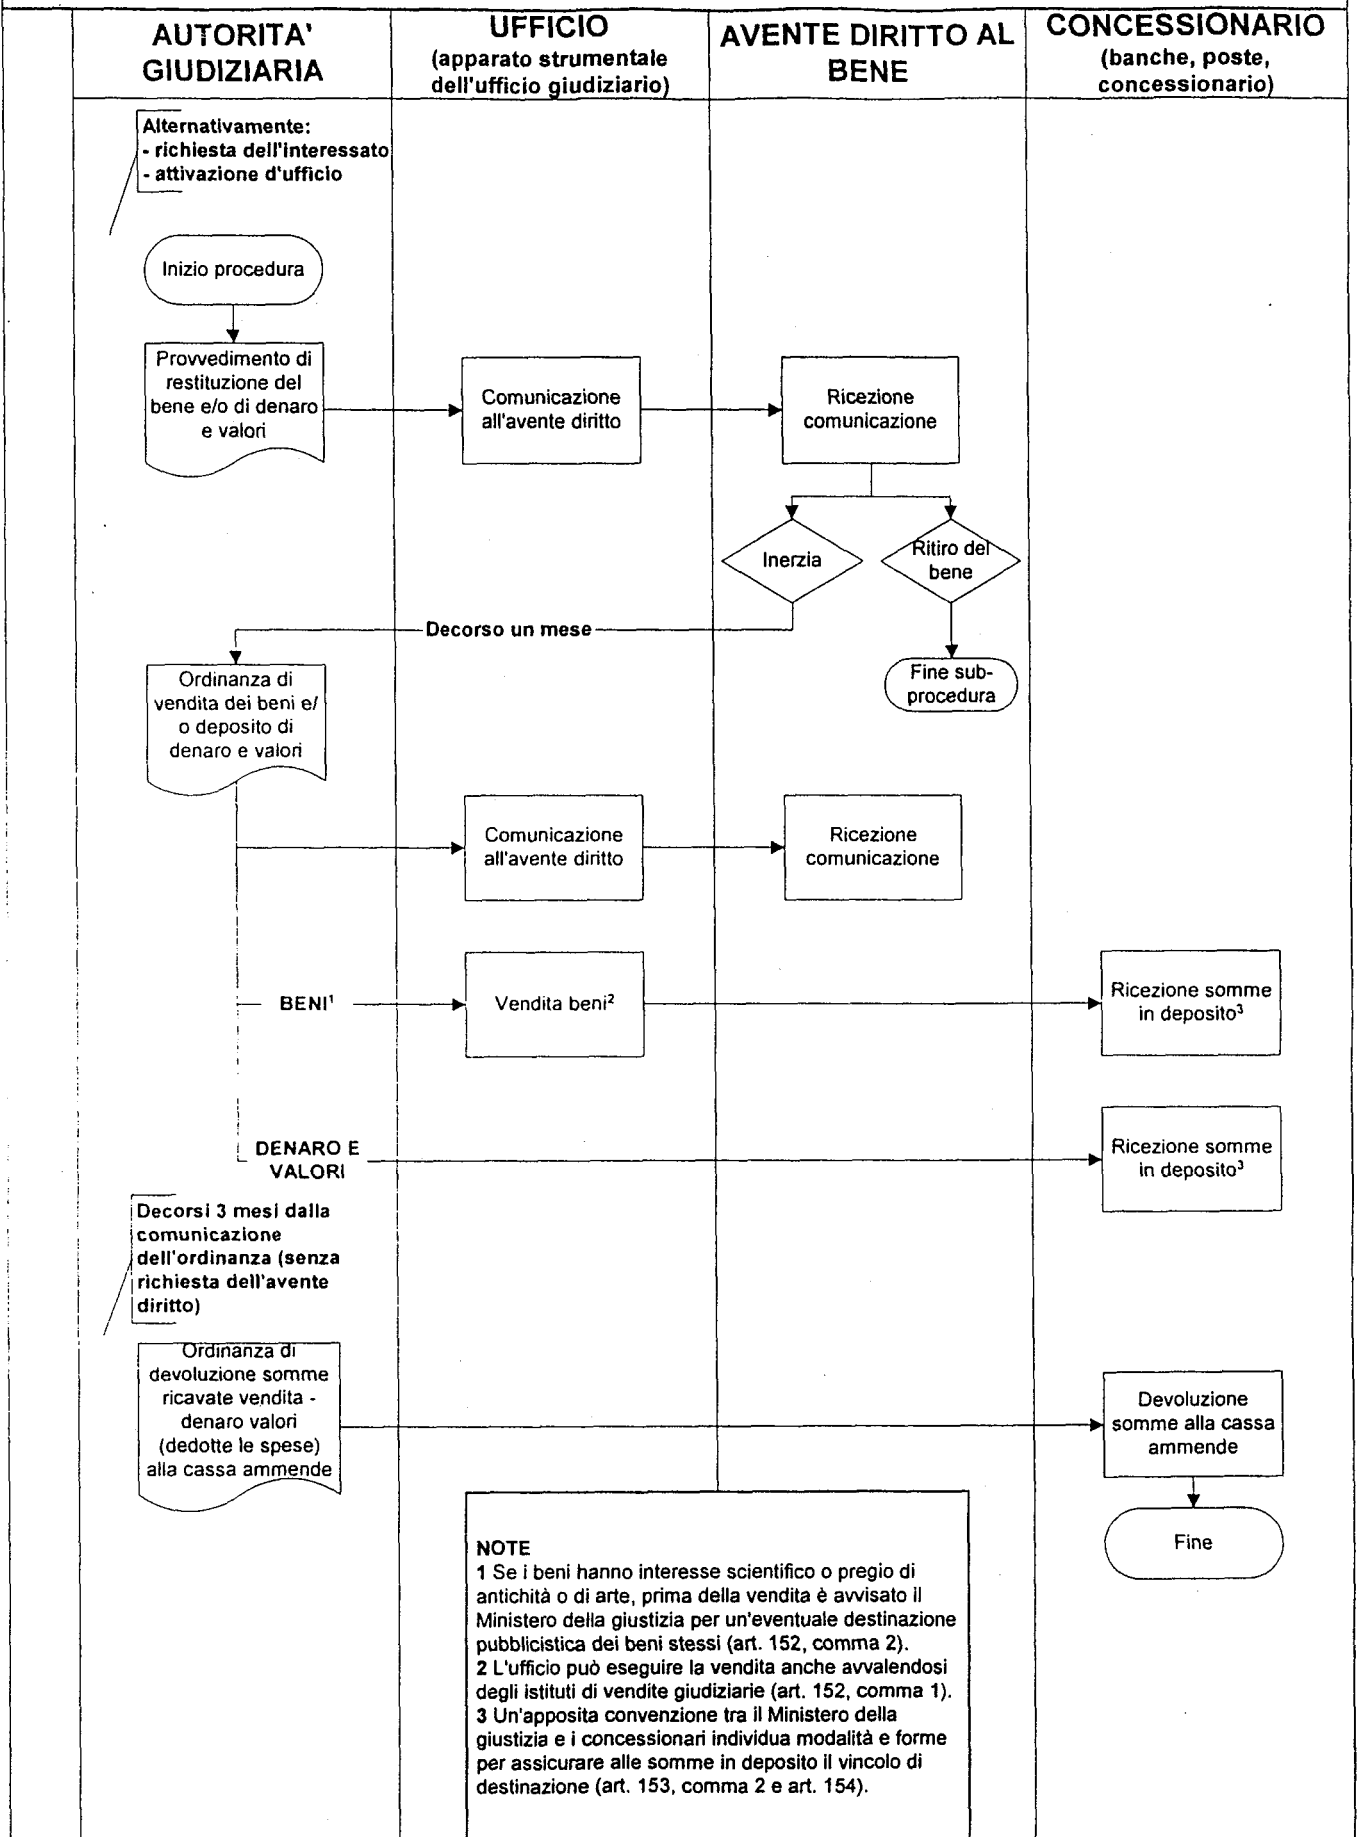 AUTORITA'
GIUDIZIARIA
UFFICIO
(apparato strumentale
dell'ufficio giudiziario)
AVENTE DIRITTO AL
BENE
CONCESSIONARIO
(banche, poste,
concessionario)
Alternativamente:
- richiesta dell'interessato
- attivazione d'ufficio
Inizio procedura
Provvedimento di
restituzione del
bene e/o di denaro
e valori
Comunicazione
all'avente diritto
Ricezione
comunicazione
Inerzia
Ritiro del
bene
Decorso un mese
Fine sub-
procedura
Ordinanza di
vendita dei beni e/
o deposito di
denaro e valori
Comunicazione
all'avente diritto
Ricezione
comunicazione
BENI¹
Vendita beni²
Ricezione somme
in deposito³
DENARO E
VALORI
Ricezione somme
in deposito³
Decorsi 3 mesi dalla
comunicazione
dell'ordinanza (senza
richiesta dell'avente
diritto)
Ordinanza di
devoluzione somme
ricavate vendita -
denaro valori
(dedotte le spese)
alla cassa ammende
Devoluzione
somme alla cassa
ammende
Fine
NOTE
1 Se i beni hanno interesse scientifico o pregio di
antichità o di arte, prima della vendita è avvisato il
Ministero della giustizia per un'eventuale destinazione
pubblicistica dei beni stessi (art. 152, comma 2).
2 L'ufficio può eseguire la vendita anche avvalendosi
degli istituti di vendite giudiziarie (art. 152, comma 1).
3 Un'apposita convenzione tra il Ministero della
giustizia e i concessionari individua modalità e forme
per assicurare alle somme in deposito il vincolo di
destinazione (art. 153, comma 2 e art. 154).